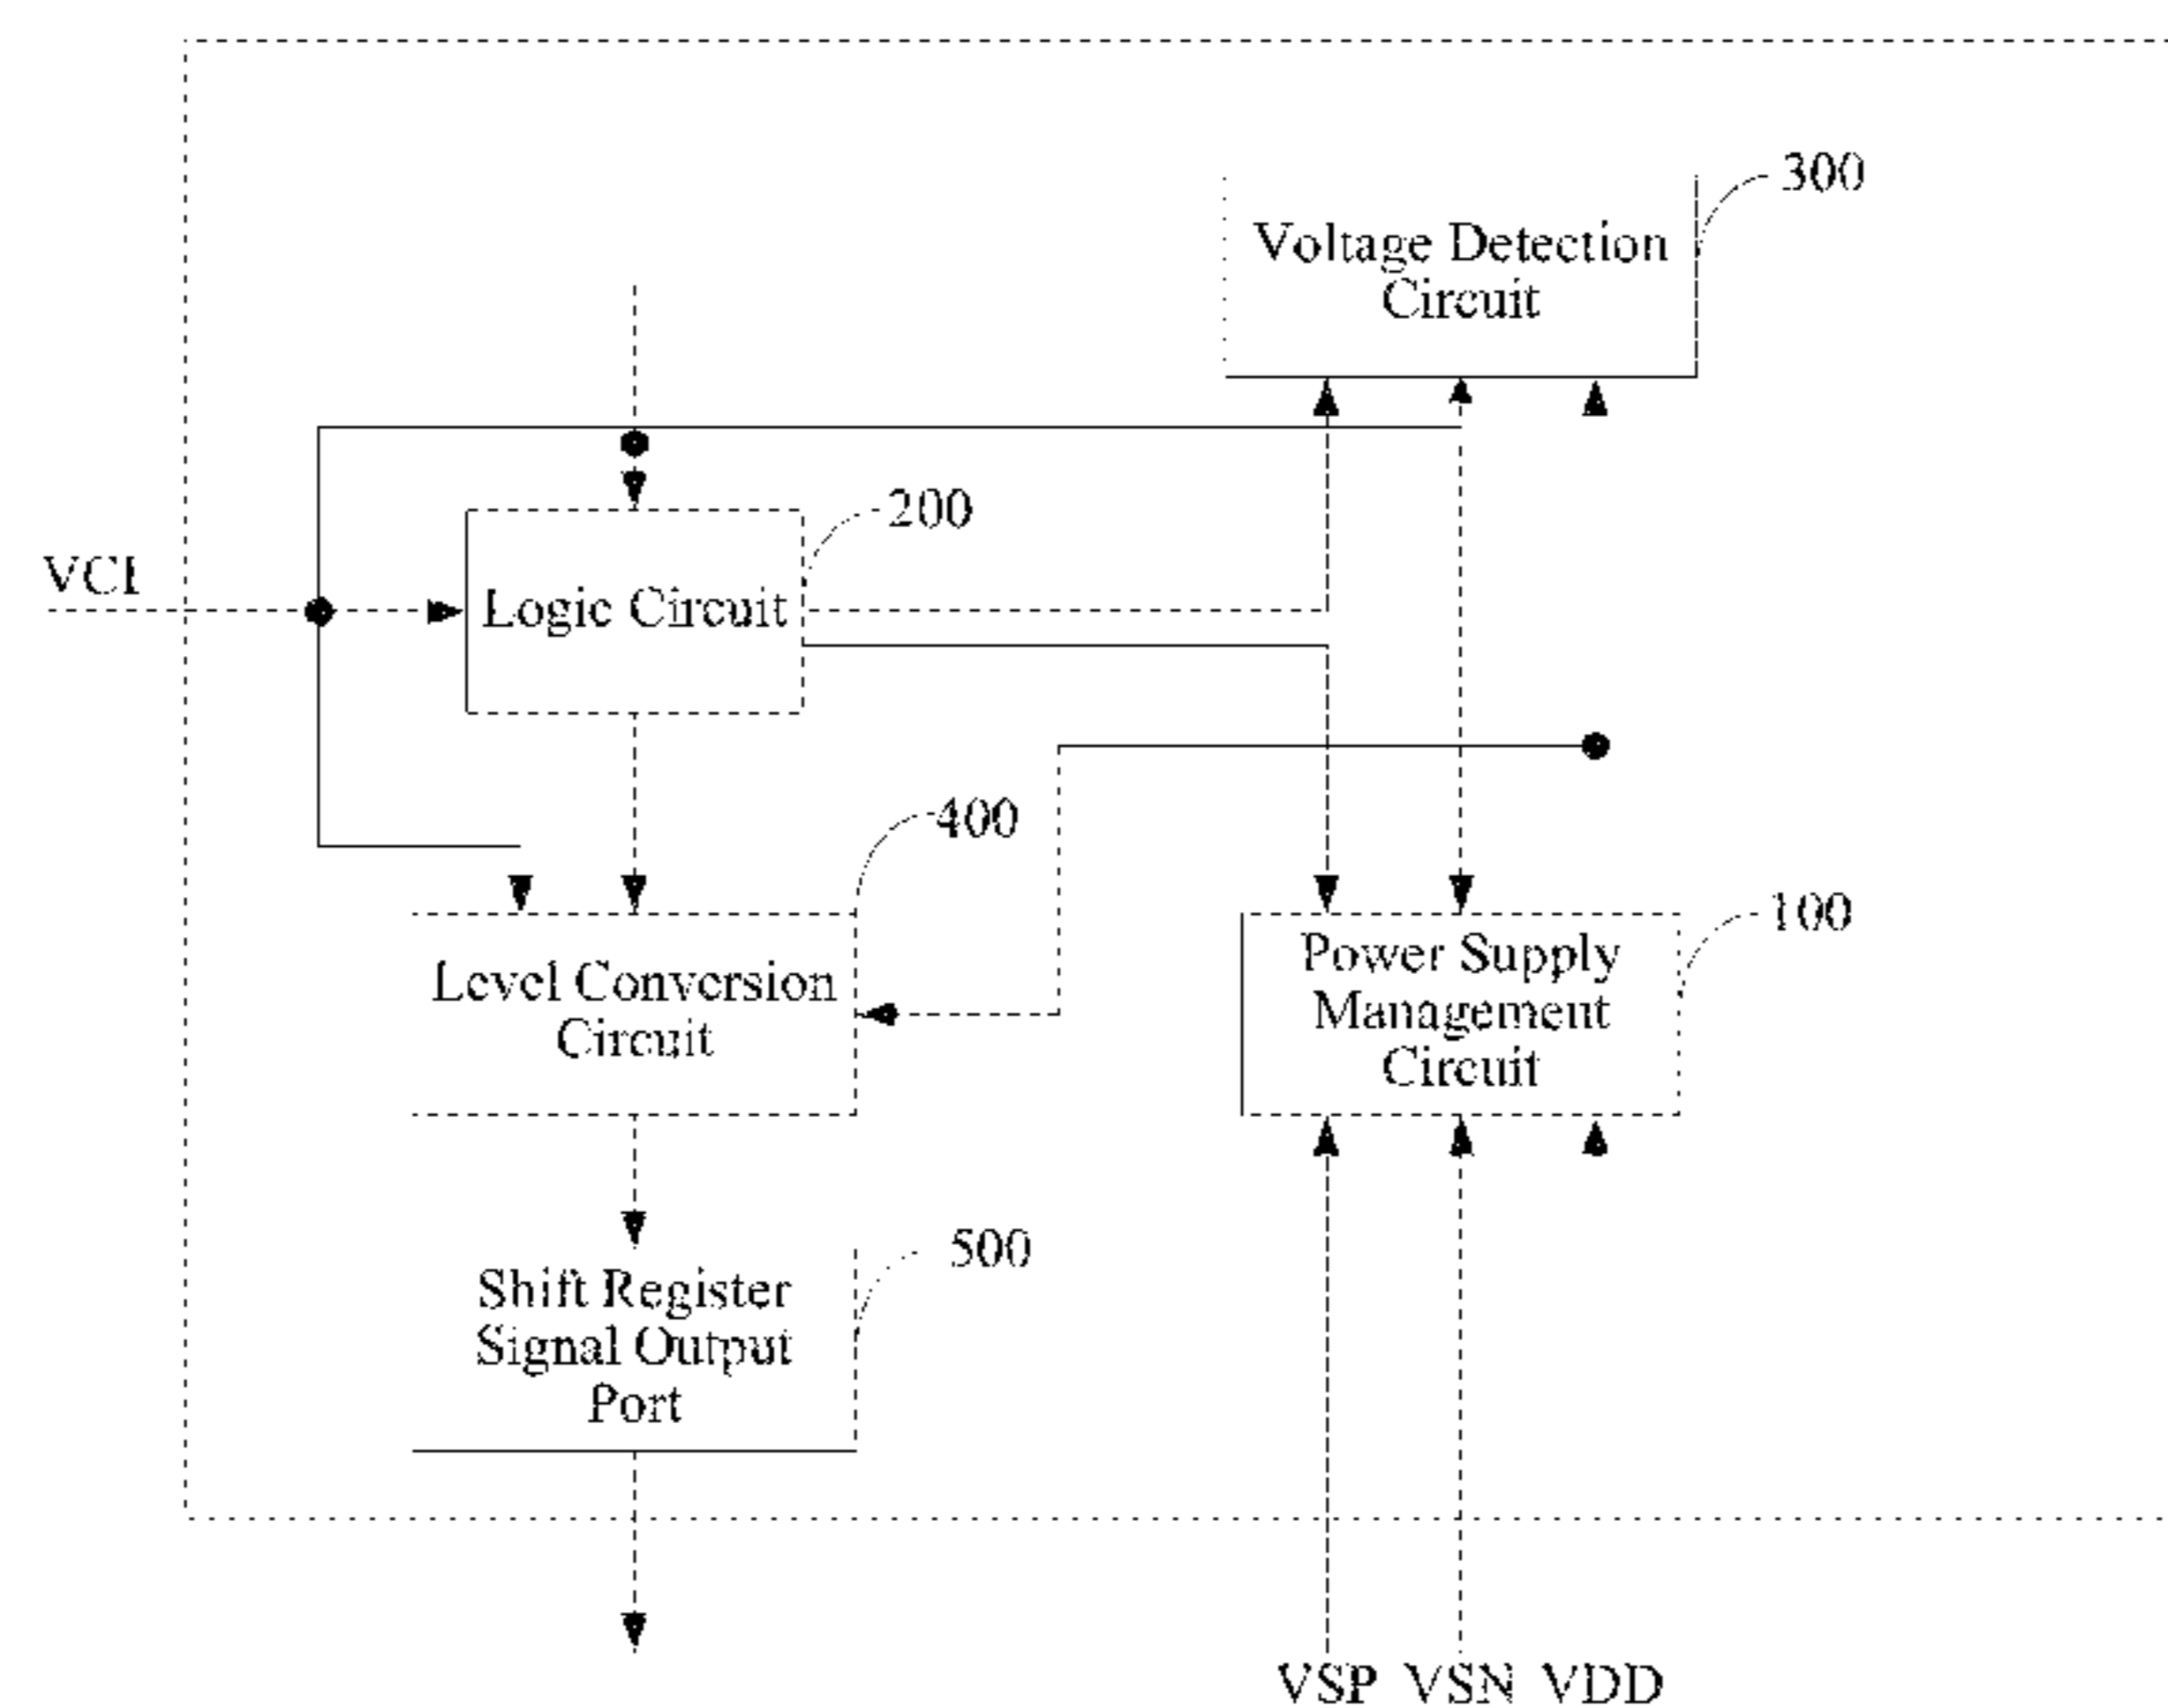 300
Voltage Detection
Circuit
200
VCI
Logic Circuit
400
100
Level Conversion
Circuit
Power Supply
Management
Circuit
500
Shift Register
Signal Output
Port
VSP VSN VDD